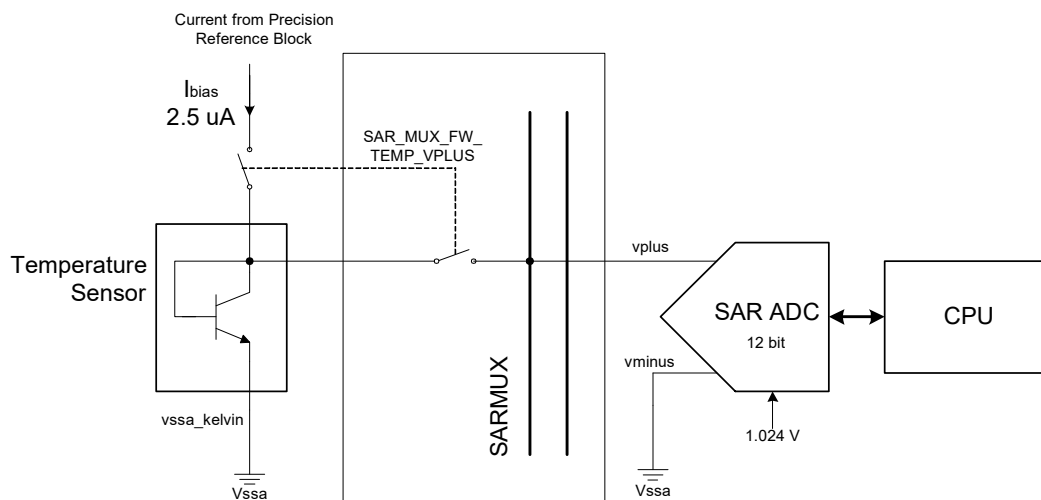 Current from Precision
Reference Block
Ibias
2.5 uA
SAR_MUX_FW_
TEMP_VPLUS
Temperature
Sensor
vplus
SAR ADC
12 bit
CPU
vminus
SARMUX
vssa_kelvin
1.024 V
Vssa
Vssa